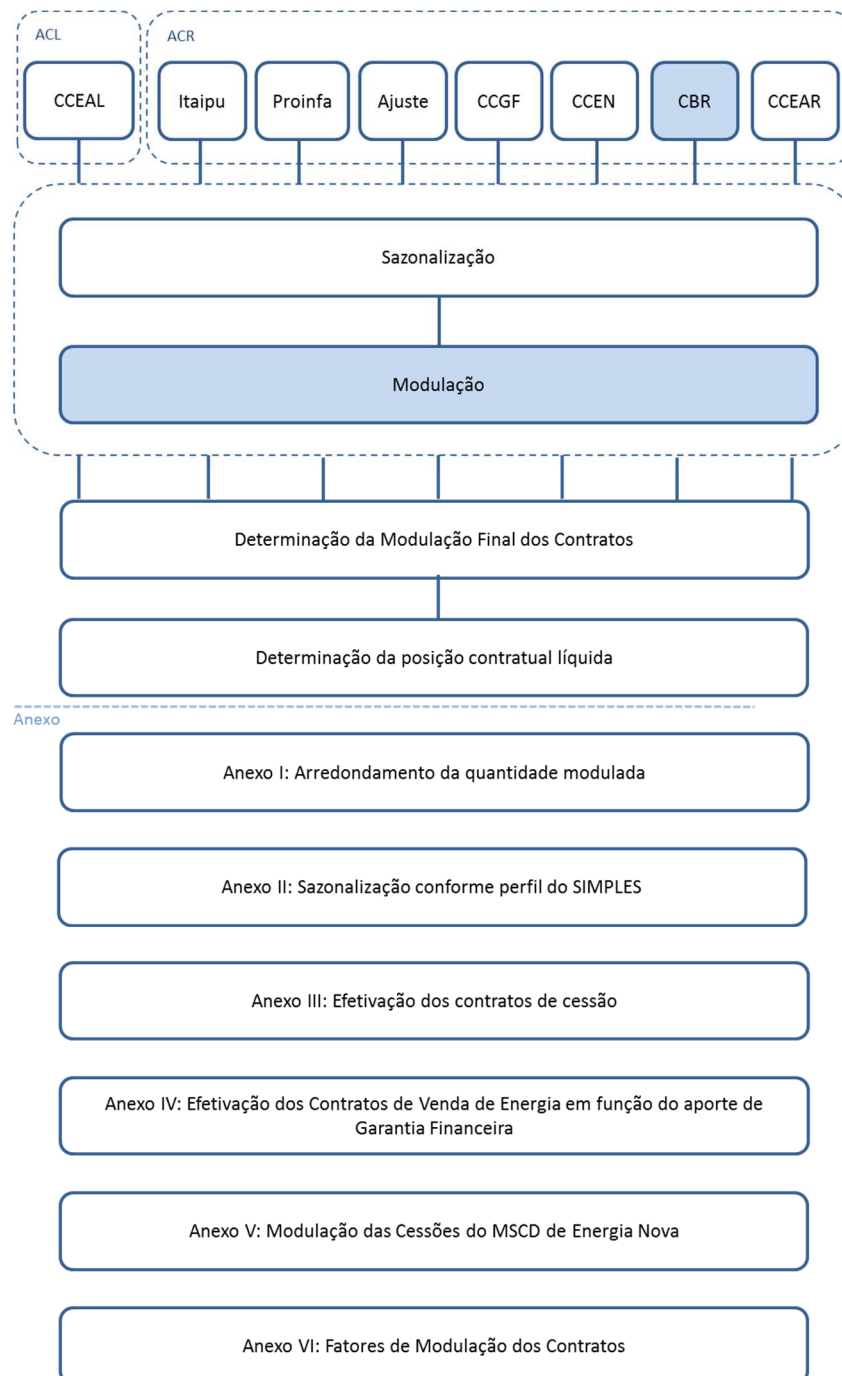 ACL
ACR
CCEAL
Itaipu
Proinfa
Ajuste
CCGF
CCEN
CBR
CCEAR
Sazonalização
Modulação
Determinação da Modulação Final dos Contratos
Determinação da posição contratual líquida
Anexo
Anexo I: Arredondamento da quantidade modulada
Anexo II: Sazonalização conforme perfil do SIMPLES
Anexo III: Efetivação dos contratos de cessão
Anexo IV: Efetivação dos Contratos de Venda de Energia em função do aporte de
Garantia Financeira
Anexo V: Modulação das Cessões do MSCD de Energia Nova
Anexo VI: Fatores de Modulação dos Contratos